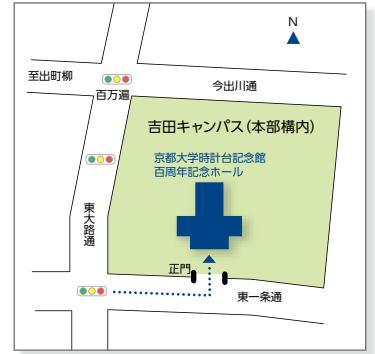 N
至出町柳
今出川通
百万遍
吉田キャンパス(本部構内)
京都大学時計台記念館
百周年記念ホール
東大路通
正門
東一条通